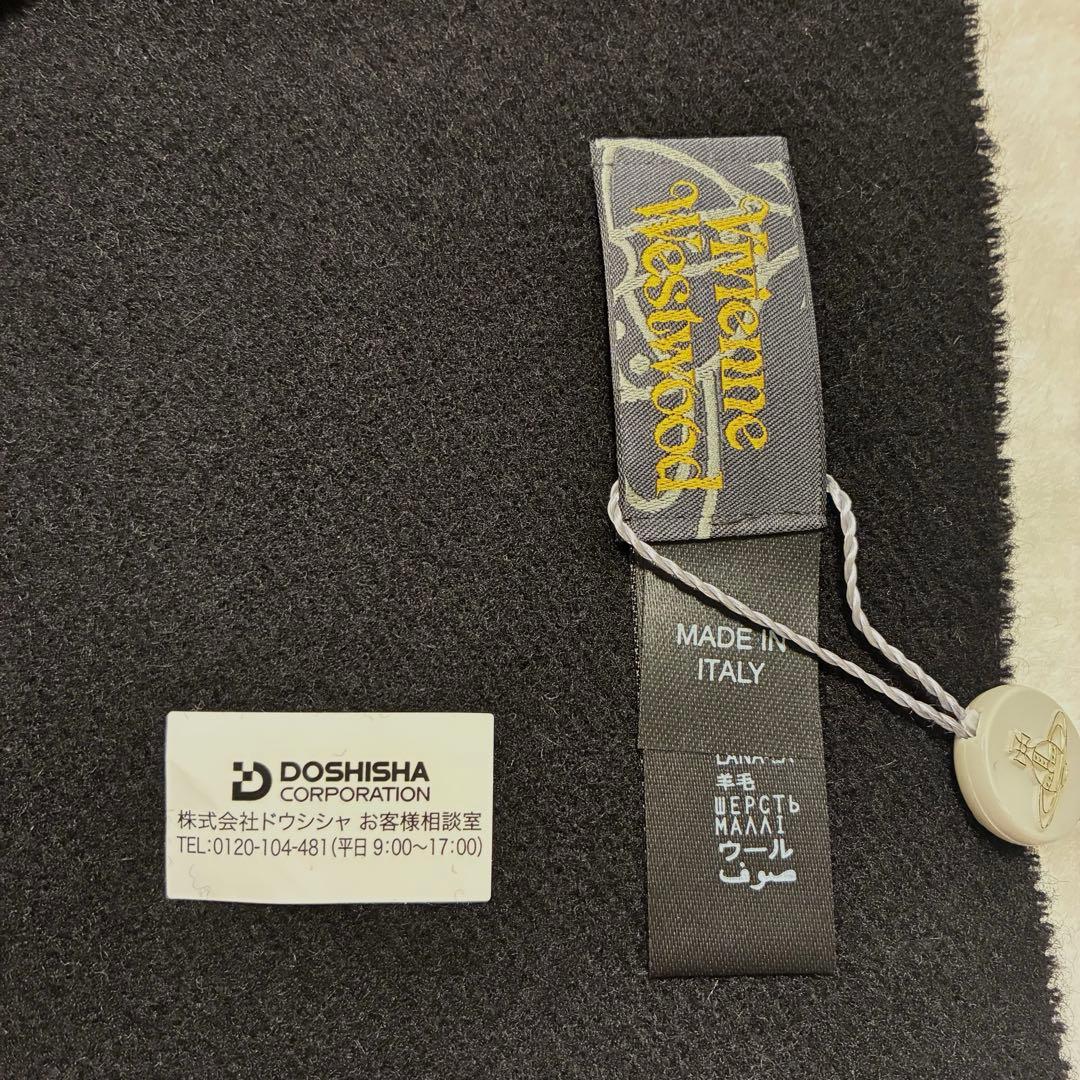 Vivienne
Westwood
MADE IN
ITALY
羊毛
ШЕРСТЬ
ΜΑΛΛΙ
ウール
صوف
DOSHISHA
CORPORATION
株式会社ドウシシャ お客様相談室
TEL:0120-104-481(平日 9:00〜17:00)